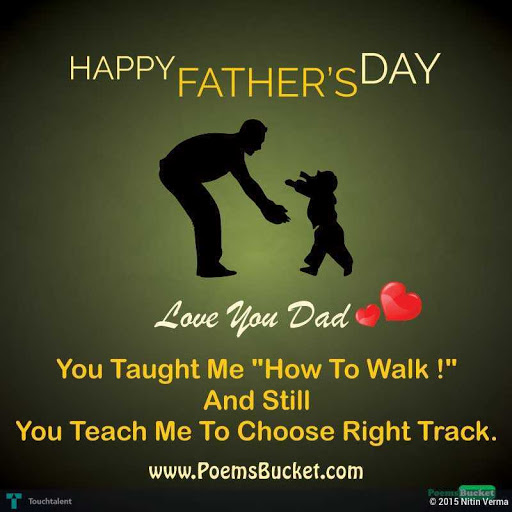 HAPPY FATHER'S DAY
Love You Dad
You Taught Me "How To Walk !"
And Still
You Teach Me To Choose Right Track.
www.PoemsBucket.com
PoemsBucket
Touchtalent
© 2015 Nitin Verma